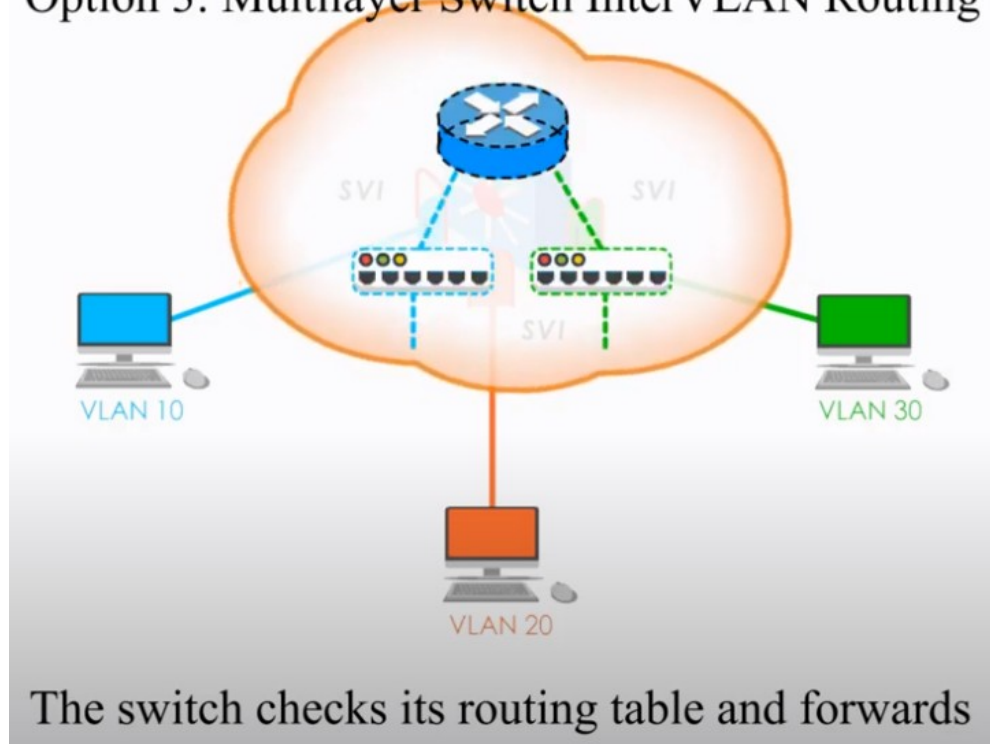 Option 3: Multilayer Switch InterVLAN Routing
SVI SVI
SVI
VLAN 10
VLAN 30
VLAN 20
The switch checks its routing table and forwards